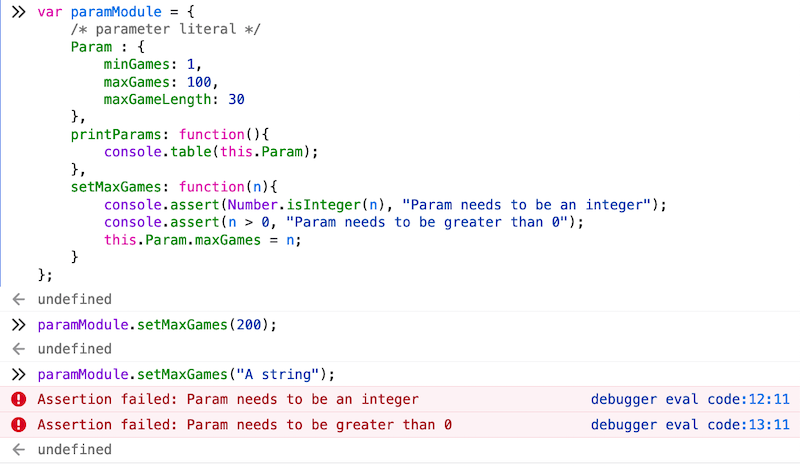 var paramModule = {
/* parameter literal */
Param : {
minGames: 1,
maxGames: 100,
maxGameLength: 30
},
printParams: function(){
console.table(this.Param);
},
setMaxGames: function(n){
console.assert(Number.isInteger(n), "Param needs to be an integer");
console.assert(n > 0, "Param needs to be greater than 0");
this.Param.maxGames = n;
}
};
undefined
paramModule.setMaxGames(200);
undefined
paramModule.setMaxGames("A string");
Assertion failed: Param needs to be an integer debugger eval code:12:11
Assertion failed: Param needs to be greater than 0 debugger eval code:13:11
undefined